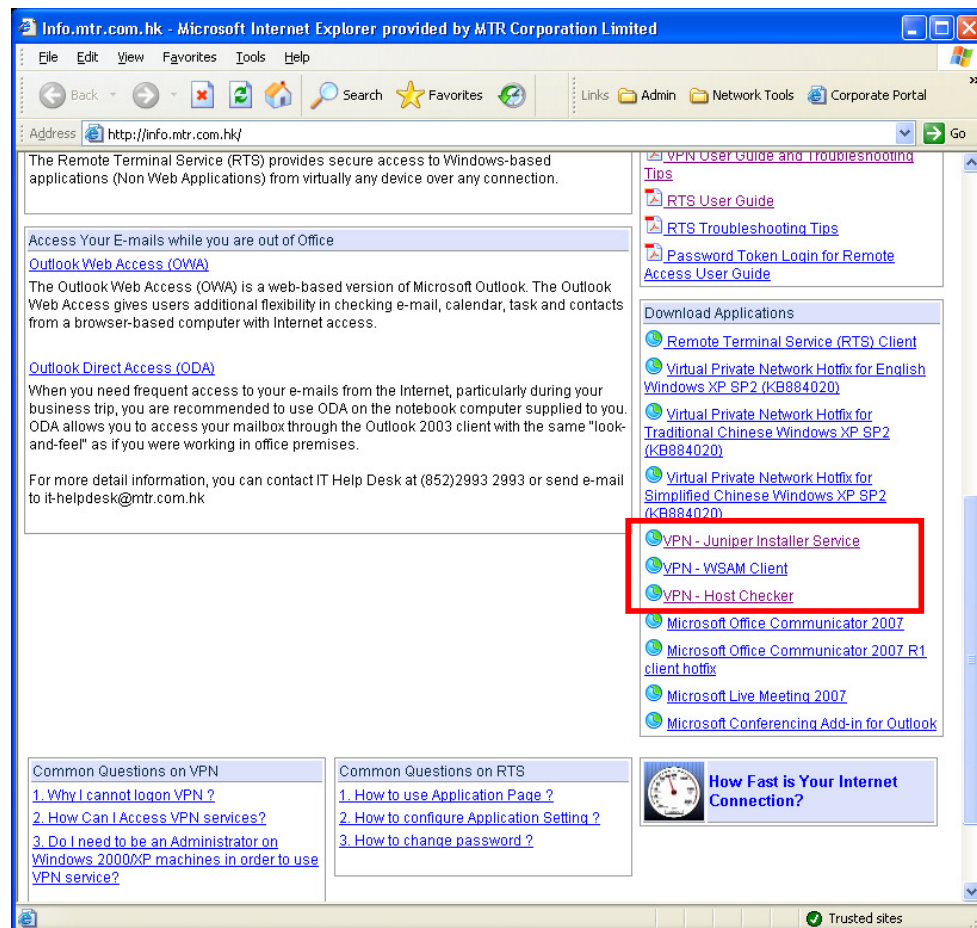 Info.mtr.com.hk - Microsoft Internet Explorer provided by MTR Corporation Limited
File Edit View Favorites Tools Help
Back Search Favorites Links Admin Network Tools Corporate Portal »
Address http://info.mtr.com.hk/ Go
The Remote Terminal Service (RTS) provides secure access to Windows-based
applications (Non Web Applications) from virtually any device over any connection.
Access Your E-mails while you are out of Office
Outlook Web Access (OWA)
The Outlook Web Access (OWA) is a web-based version of Microsoft Outlook. The Outlook
Web Access gives users additional flexibility in checking e-mail, calendar, task and contacts
from a browser-based computer with Internet access.
Outlook Direct Access (ODA)
When you need frequent access to your e-mails from the Internet, particularly during your
business trip, you are recommended to use ODA on the notebook computer supplied to you.
ODA allows you to access your mailbox through the Outlook 2003 client with the same "look-
and-feel" as if you were working in office premises.
For more detail information, you can contact IT Help Desk at (852)2993 2993 or send e-mail
to it-helpdesk@mtr.com.hk
VPN User Guide and Troubleshooting
Tips
RTS User Guide
RTS Troubleshooting Tips
Password Token Login for Remote
Access User Guide
Download Applications
Remote Terminal Service (RTS) Client
Virtual Private Network Hotfix for English
Windows XP SP2 (KB884020)
Virtual Private Network Hotfix for
Traditional Chinese Windows XP SP2
(KB884020)
Virtual Private Network Hotfix for
Simplified Chinese Windows XP SP2
(KB884020)
VPN - Juniper Installer Service
VPN - WSAM Client
VPN - Host Checker
Microsoft Office Communicator 2007
Microsoft Office Communicator 2007 R1
client hotfix
Microsoft Live Meeting 2007
Microsoft Conferencing Add-in for Outlook
Common Questions on VPN
1. Why I cannot logon VPN ?
2. How Can I Access VPN services?
3. Do I need to be an Administrator on
Windows 2000/XP machines in order to use
VPN service?
Common Questions on RTS
1. How to use Application Page ?
2. How to configure Application Setting ?
3. How to change password ?
How Fast is Your Internet
Connection?
Trusted sites